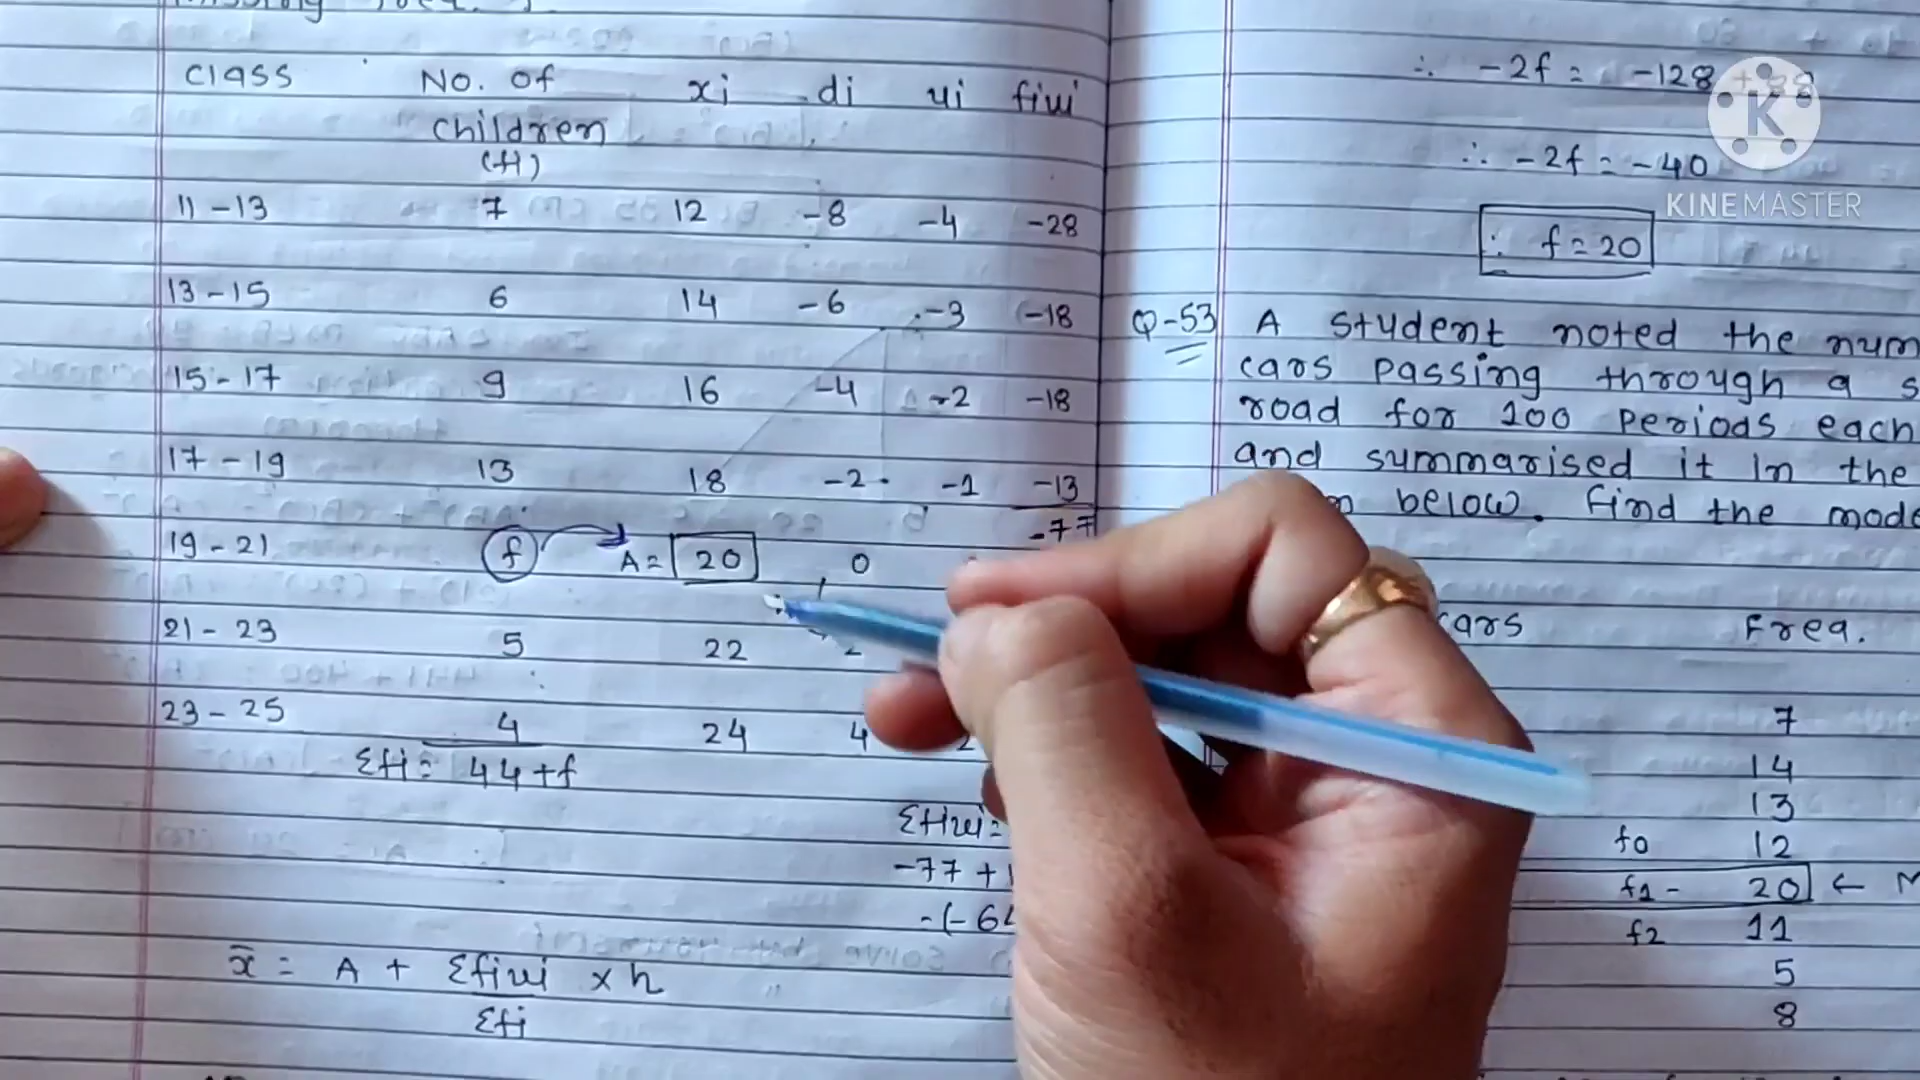 class No. of xi di ui fiui
children
(fi)
11-13 7 12 -8 -4 -28
13-15 6 14 -6 -3 -18
15-17 9 16 -4 -2 -18
17-19 13 18 -2 -1 -13
-77
19-21 f A= 20 0
21-23 5 22 2
23-25 4 24 4 2
Σfi= 44+f
Σfiui=
-77+
x̄ = A + Σfiui × h
Σfi
∴ -2f = -128
∴ -2f = -40
∴ f=20
Q-53 A student noted the num
cars passing through a s
road for 100 periods each
and summarised it in the
below. Find the mode
cars Freq.
7
14
13
f0 12
f1- 20 ← M
f2 11
5
8
K
KINEMASTER